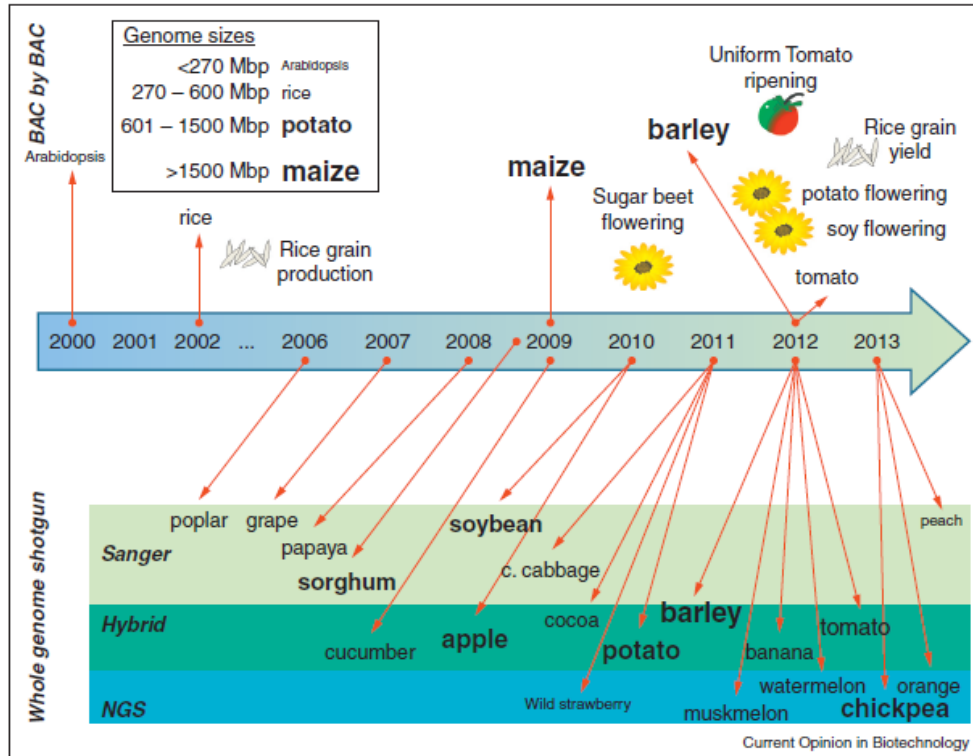 BAC by BAC
Genome sizes
<270 Mbp Arabidopsis
270 – 600 Mbp rice
601 – 1500 Mbp potato
>1500 Mbp maize
Arabidopsis
rice
Rice grain
production
maize
Sugar beet
flowering
barley
Uniform Tomato
ripening
Rice grain
yield
potato flowering
soy flowering
tomato
2000 2001 2002 ... 2006 2007 2008 2009 2010 2011 2012 2013
Whole genome shotgun
poplar grape soybean peach
Sanger papaya c. cabbage
sorghum
Hybrid cocoa barley tomato
cucumber apple potato banana
watermelon orange
NGS Wild strawberry muskmelon chickpea
Current Opinion in Biotechnology